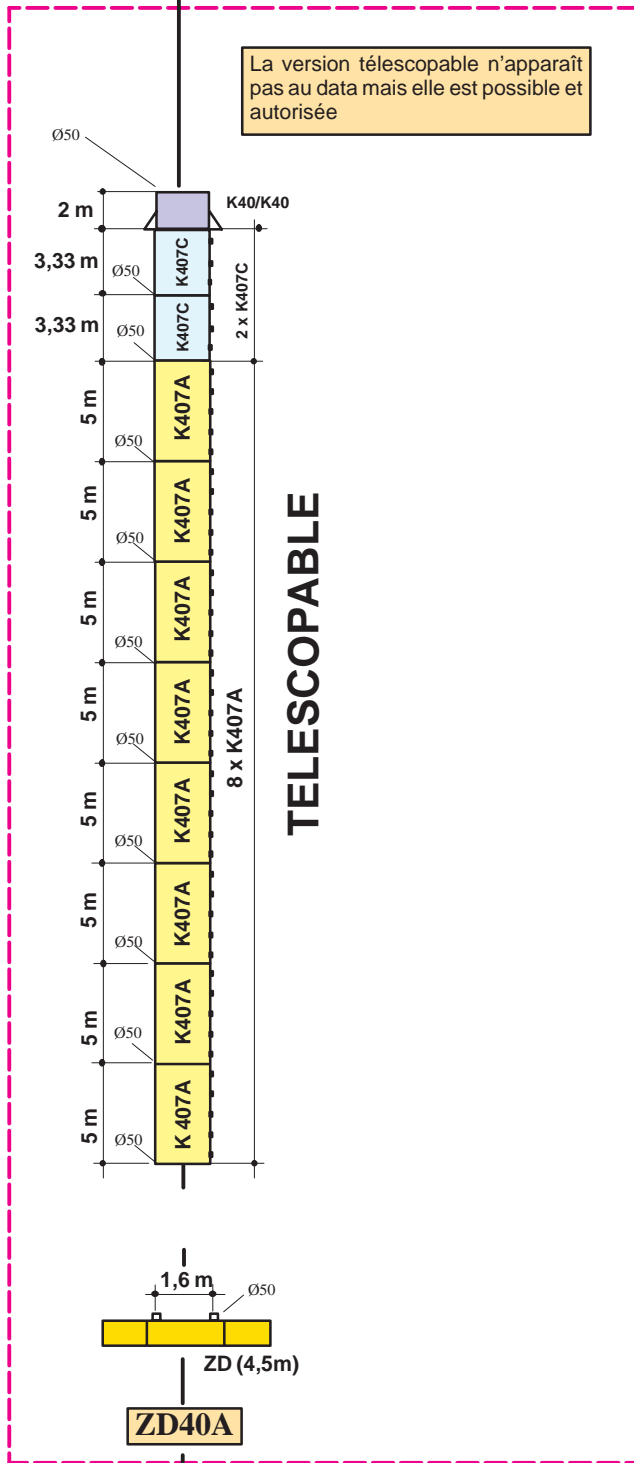 La version télescopable n’apparaît
pas au data mais elle est possible et
autorisée
Ø50
2 m
K40/K40
3,33 m
K407C
Ø50
2 x K407C
3,33 m
K407C
Ø50
5 m
K407A
Ø50
5 m
K407A
Ø50
5 m
K407A
Ø50
5 m
K407A
Ø50
8 x K407A
TELESCOPABLE
5 m
K407A
Ø50
5 m
K407A
Ø50
5 m
K407A
Ø50
5 m
K 407A
Ø50
1,6 m
Ø50
ZD (4,5m)
ZD40A